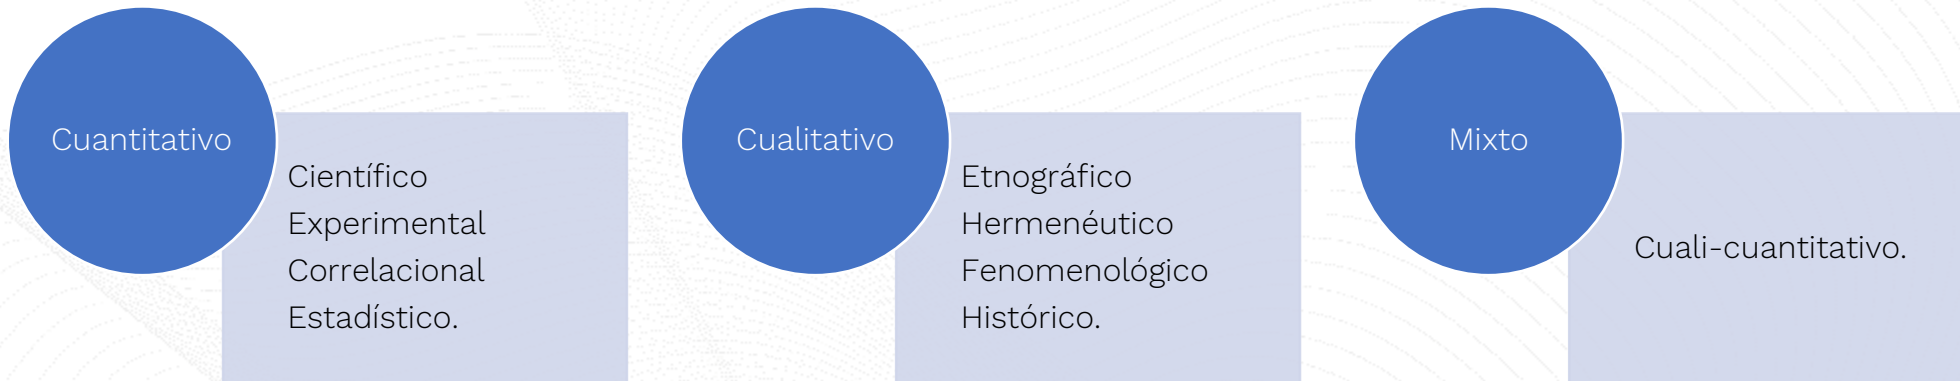 Cuantitativo
Científico
Experimental
Correlacional
Estadístico.
Cualitativo
Etnográfico
Hermenéutico
Fenomenológico
Histórico.
Mixto
Cuali-cuantitativo.